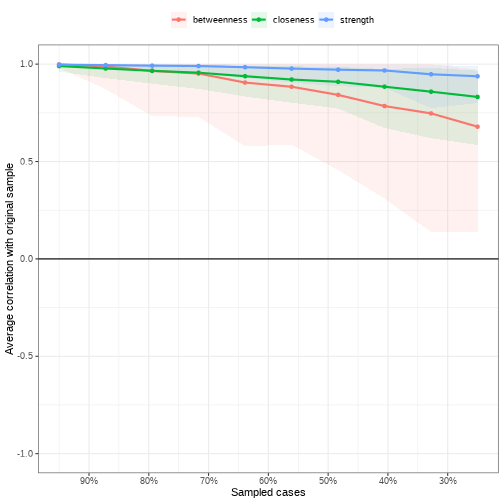 betweenness closeness strength
1.0
0.5
0.0
-0.5
-1.0
Average correlation with original sample
90% 80% 70% 60% 50% 40% 30%
Sampled cases